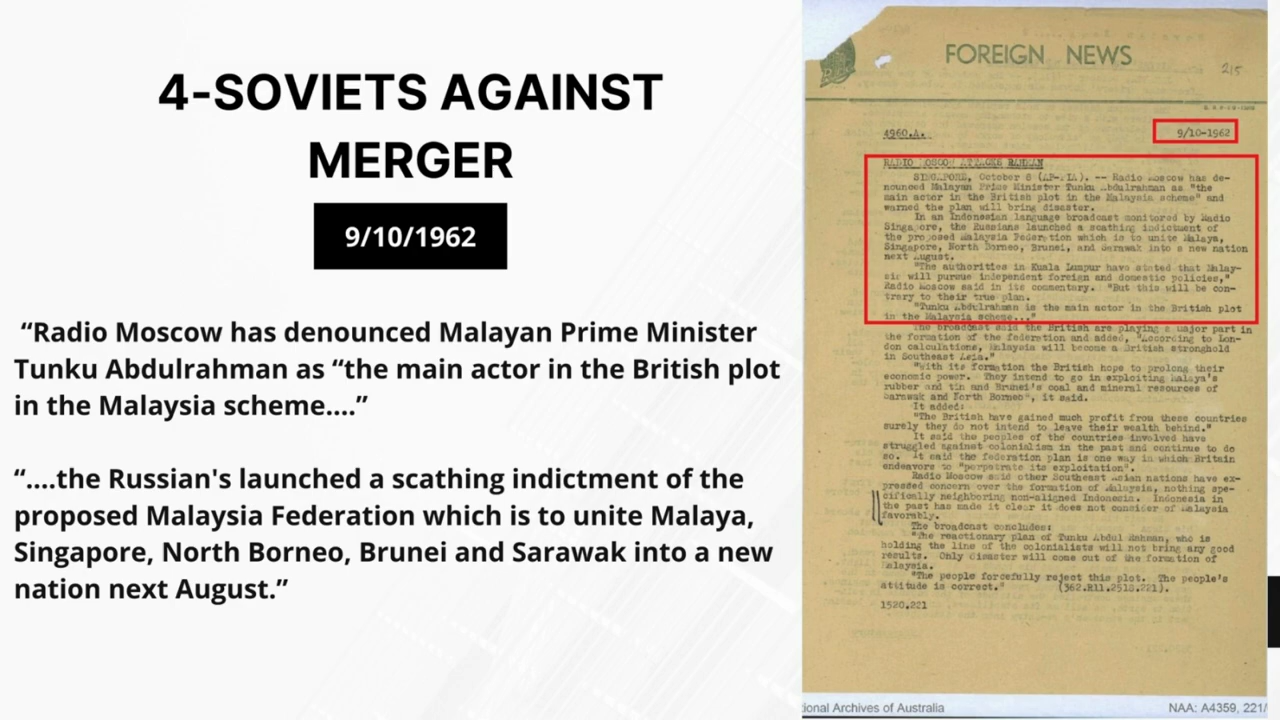 4-SOVIETS AGAINST
MERGER
9/10/1962
“Radio Moscow has denounced Malayan Prime Minister
Tunku Abdulrahman as “the main actor in the British plot
in the Malaysia scheme....”
“....the Russian's launched a scathing indictment of the
proposed Malaysia Federation which is to unite Malaya,
Singapore, North Borneo, Brunei and Sarawak into a new
nation next August.”
FOREIGN NEWS
215
4960.A.
9/10-1962
RADIO MOSCOW ATTACKS RAHMAN
SINGAPORE, October 8 (AP-PIA). -- Radio Moscow has de-
nounced Malayan Prime Minister Tunku Abdulrahman as "the
main actor in the British plot in the Malaysia scheme" and
warned the plan will bring disaster.
In an Indonesian language broadcast monitored by Radio
Singapore, the Russians launched a scathing indictment of
the proposed Malaysia Federation which is to unite Malaya,
Singapore, North Borneo, Brunei, and Sarawak into a new nation
next August.
"The authorities in Kuala Lumpur have stated that Malay-
sia will pursue independent foreign and domestic policies,"
Radio Moscow said in its commentary. "But this will be con-
trary to their true plan.
"Tunku Abdulrahman is the main actor in the British plot
in the Malaysia scheme..."
The broadcast said the British are playing a major part in
the formation of the federation and added, "According to Lon-
don calculations, Malaysia will become a British stronghold
in Southeast Asia."
"With its formation the British hope to prolong their
economic power. They intend to go in exploiting Malaya's
rubber and tin and Brunei's coal and mineral resources of
Sarawak and North Borneo", it said.
It added:
"The British have gained much profit from these countries
surely they do not intend to leave their wealth behind."
It said the peoples of the countries involved have
struggled against colonialism in the past and continue to do
so. It said the federation plan is one way in which Britain
endeavors to "perpetrate its exploitation".
Radio Moscow said other Southeast Asian nations have ex-
pressed concern over the formation of Malaysia, nothing spe-
cifically neighboring non-aligned Indonesia. Indonesia in
the past has made it clear it does not consider of Malaysia
favorably.
The broadcast concludes:
"The reactionary plan of Tunku Abdul Rahman, who is
holding the line of the colonialists will not bring any good
results. Only disaster will come out of the formation of
Malaysia.
"The people forcefully reject this plot. The people's
attitude is correct." (362.R11.2518.221).
1520.221
ional Archives of Australia
NAA: A4359, 221/